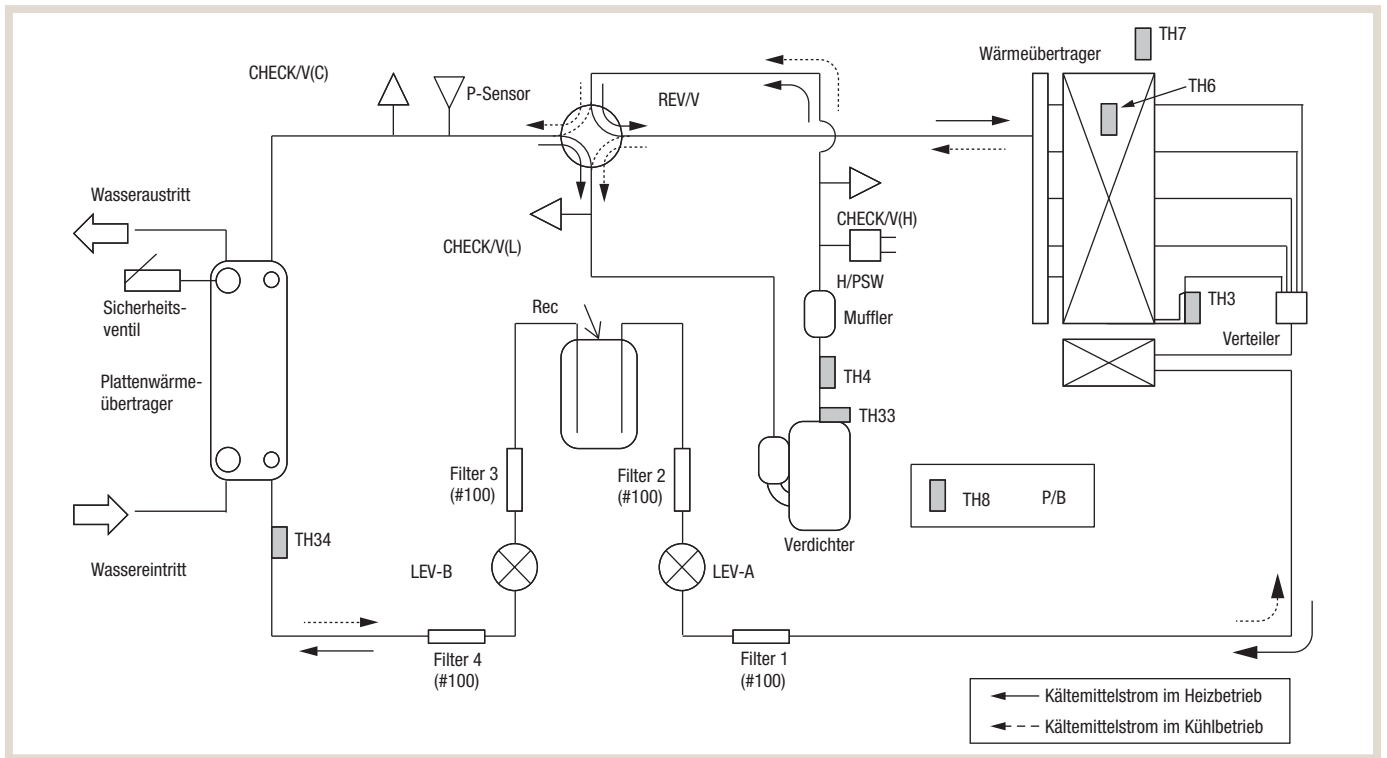 TH7
Wärmeübertrager
CHECK/V(C)
TH6
P-Sensor
REV/V
Wasseraustritt
CHECK/V(H)
CHECK/V(L)
H/PSW
Sicherheits-
ventil
Rec
TH3
Muffler
Verteiler
Plattenwärme-
übertrager
TH4
TH33
Filter 3
(#100)
Filter 2
(#100)
TH8
P/B
TH34
Verdichter
Wassereintritt
LEV-B
LEV-A
Filter 4
(#100)
Filter 1
(#100)
Kältemittelstrom im Heizbetrieb
Kältemittelstrom im Kühlbetrieb